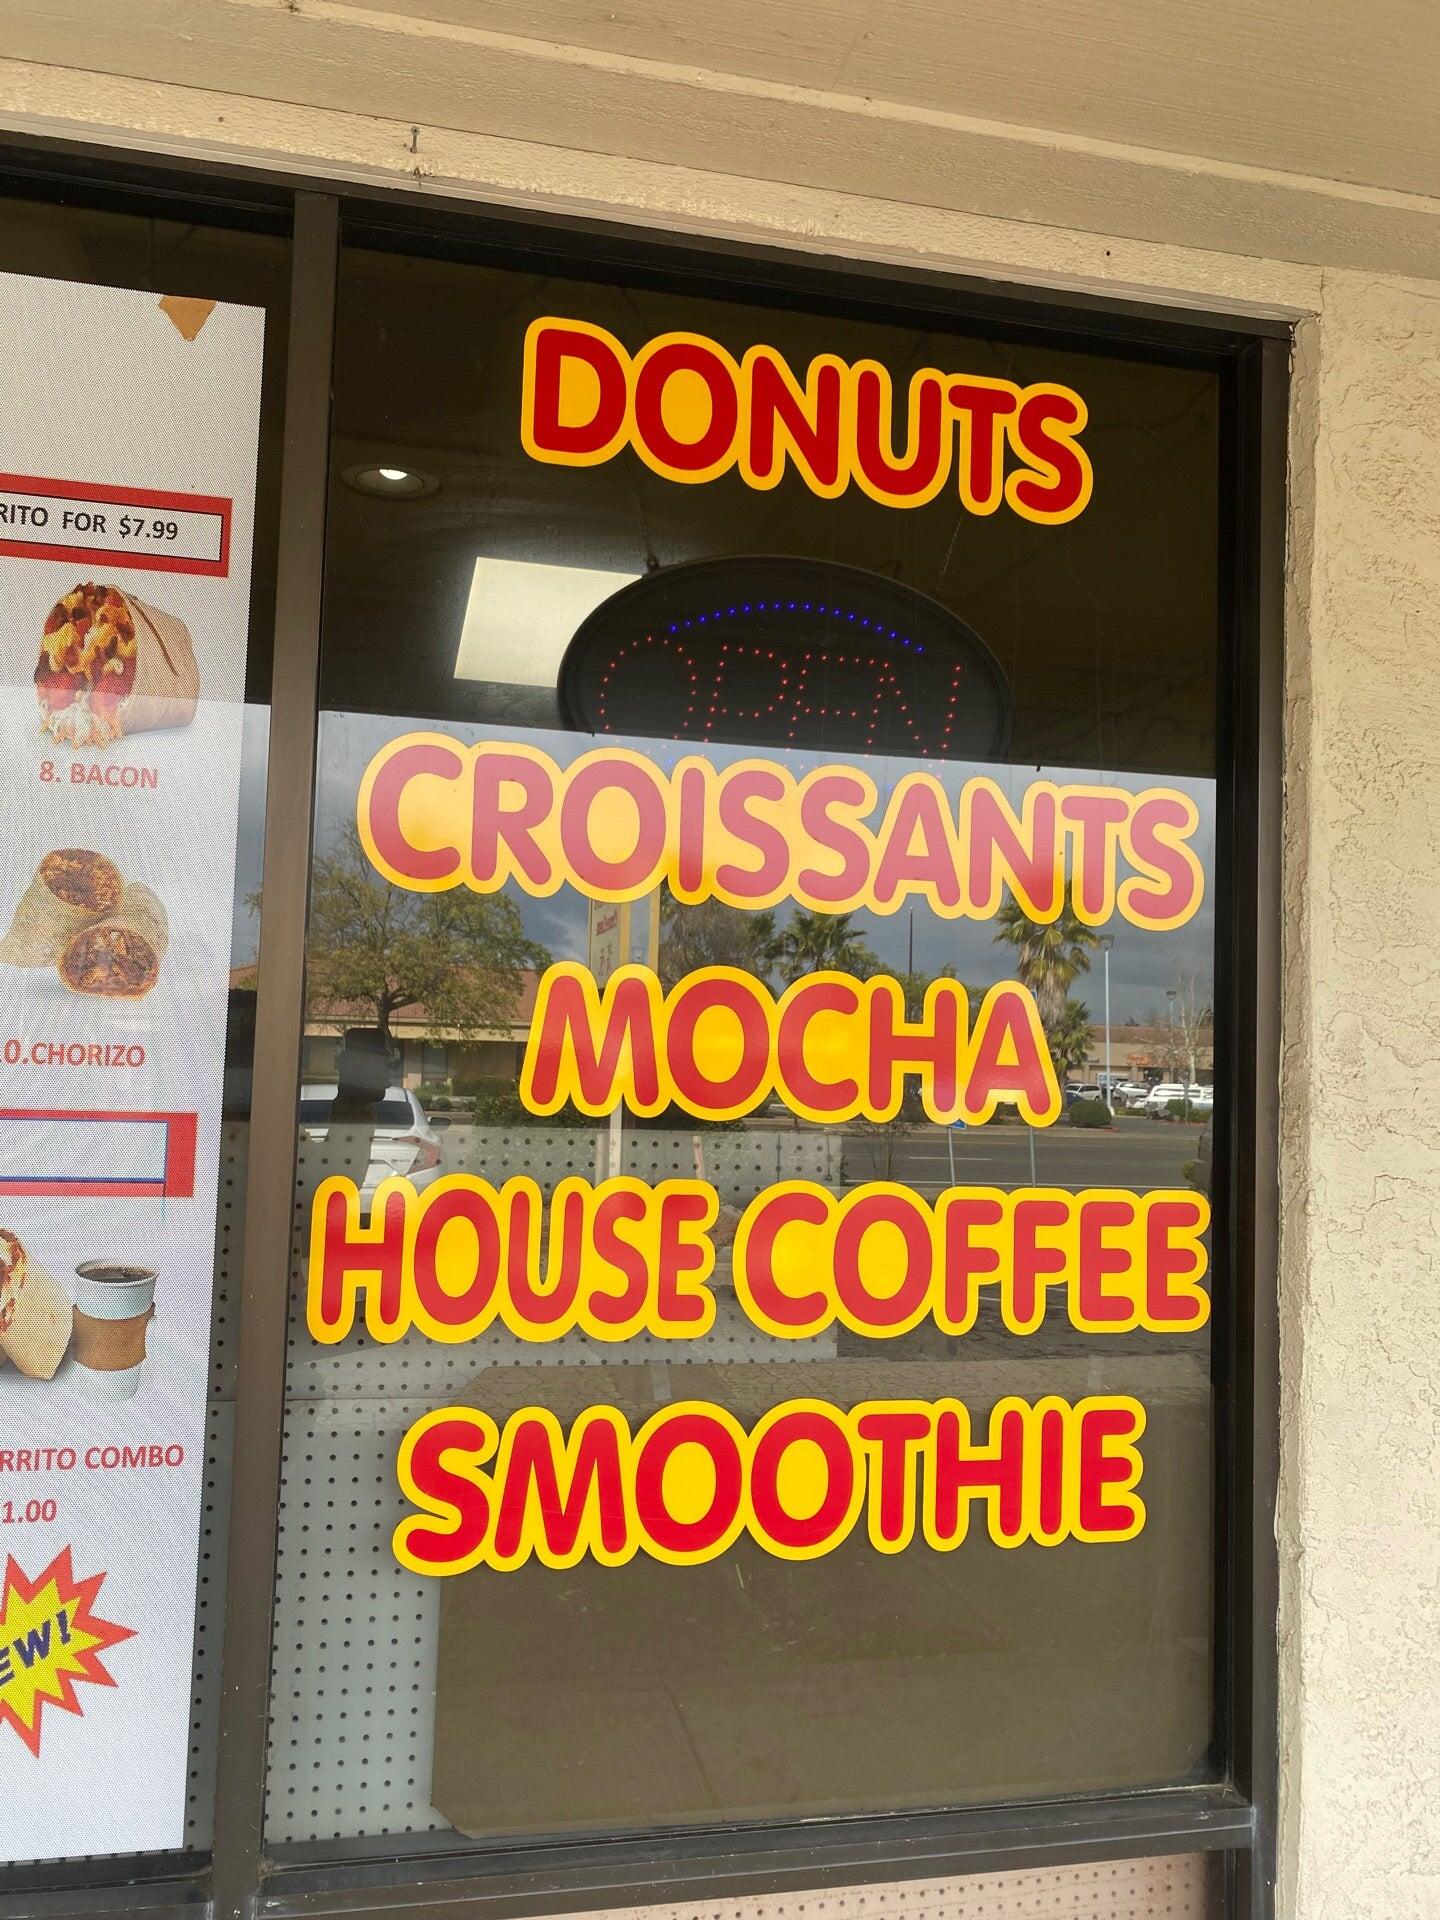 RITO FOR $7.99
8. BACON
0.CHORIZO
RRITO COMBO
1.00
EW!
DONUTS
OPEN
CROISSANTS
MOCHA
HOUSE COFFEE
SMOOTHIE